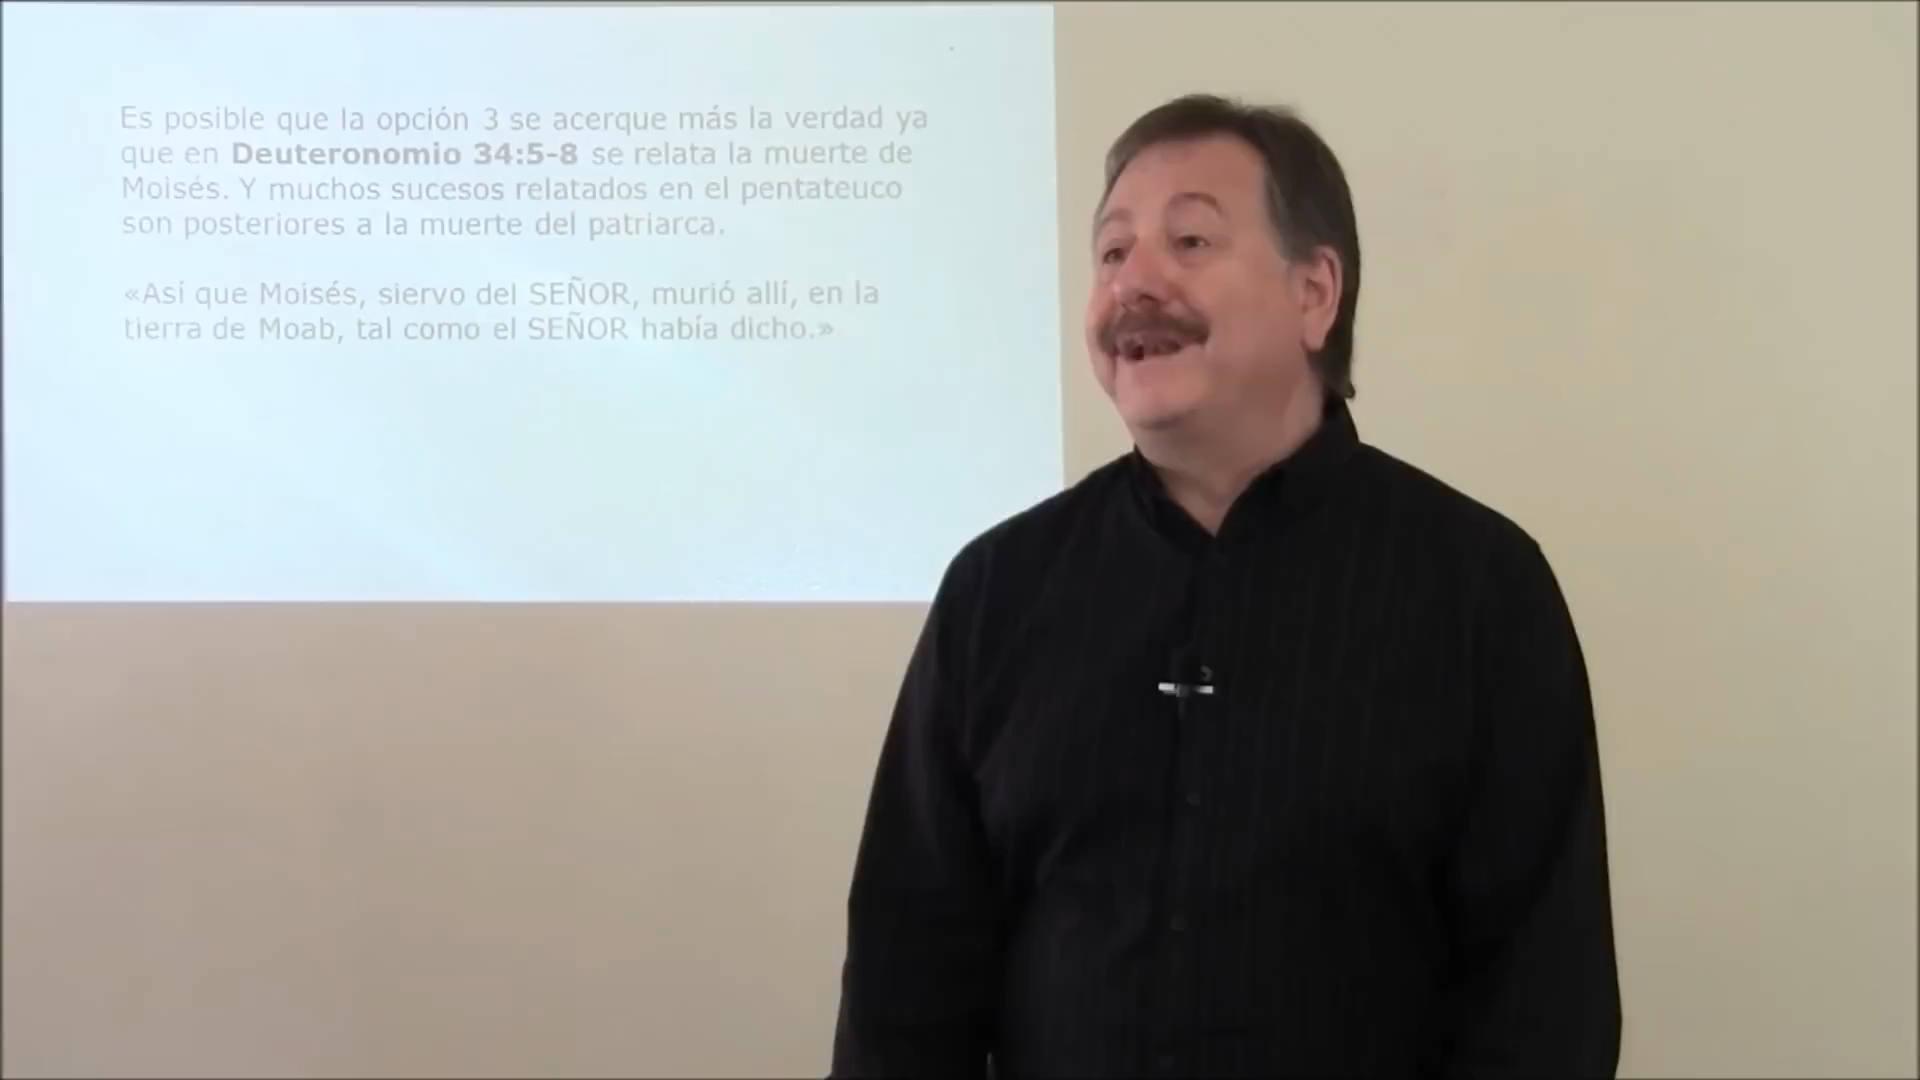 Es posible que la opción 3 se acerque más la verdad ya
que en Deuteronomio 34:5-8 se relata la muerte de
Moisés. Y muchos sucesos relatados en el pentateuco
son posteriores a la muerte del patriarca.
«Así que Moisés, siervo del SEÑOR, murió allí, en la
tierra de Moab, tal como el SEÑOR había dicho.»